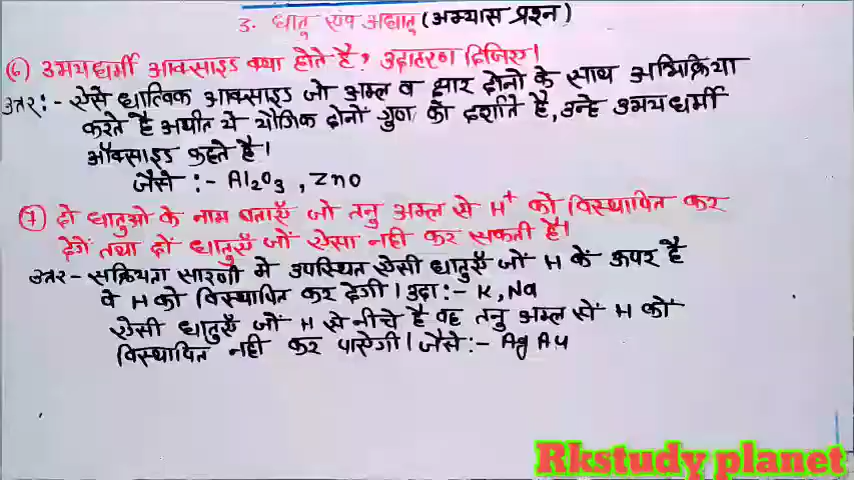 3. धातु एवं अधातु (अभ्यास प्रश्न)
(6) उभयधर्मी आक्साइड क्या होते है? उदाहरण दिजिए।
उत्तर:- ऐसे धात्विक आक्साइड जो अम्ल व क्षार दोनो के साथ अभिक्रिया
करते है अर्थात ये यौगिक दोनों गुण को दर्शाते है, उन्हे उभयधर्मी
ऑक्साइड कहते है।
जैसे :- Al2O3, ZnO
(7) दो धातुओ के नाम बताएँ जो तनु अम्ल से H+ को विस्थापित कर
देगें तथा दो धातुएँ जों ऐसा नही कर सकती है।
उत्तर - सक्रियता सारणी मे उपस्थित ऐसी धातुएँ जों H के ऊपर है
वे H को विस्थापित कर देगी। उदा:- K, Na
ऐसी धातुएँ जों H से नीचे है वह तनु अम्ल सें H कों
विस्थापित नही कर पायेगी। जैसे:- Ag Au
Rkstudy planet